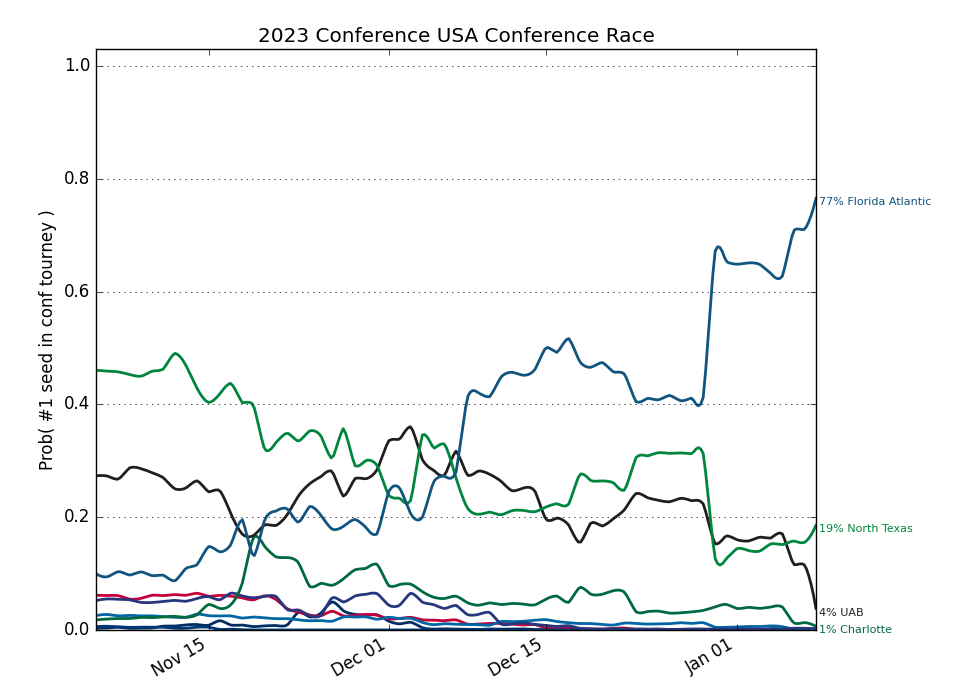 2023 Conference USA Conference Race
Prob( #1 seed in conf tourney )
1.0
0.8
0.6
0.4
0.2
0.0
Nov 15
Dec 01
Dec 15
Jan 01
77% Florida Atlantic
19% North Texas
4% UAB
1% Charlotte